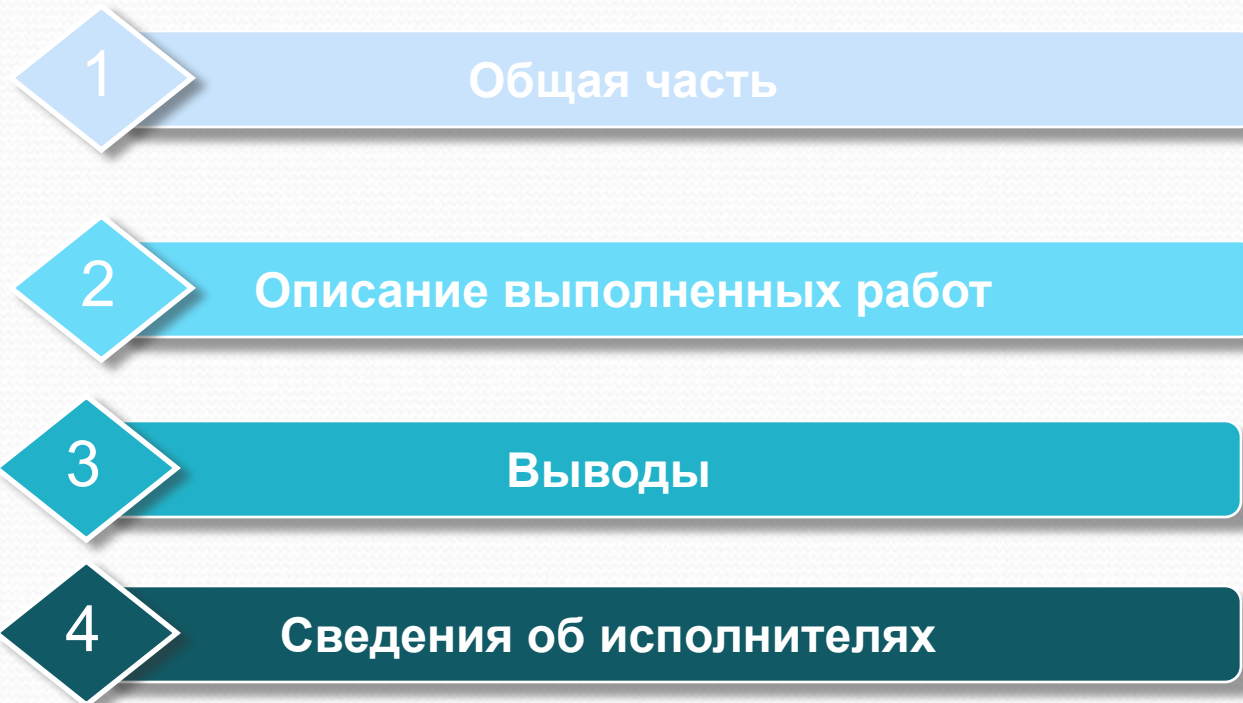 1 Общая часть
2 Описание выполненных работ
3 Выводы
4 Сведения об исполнителях